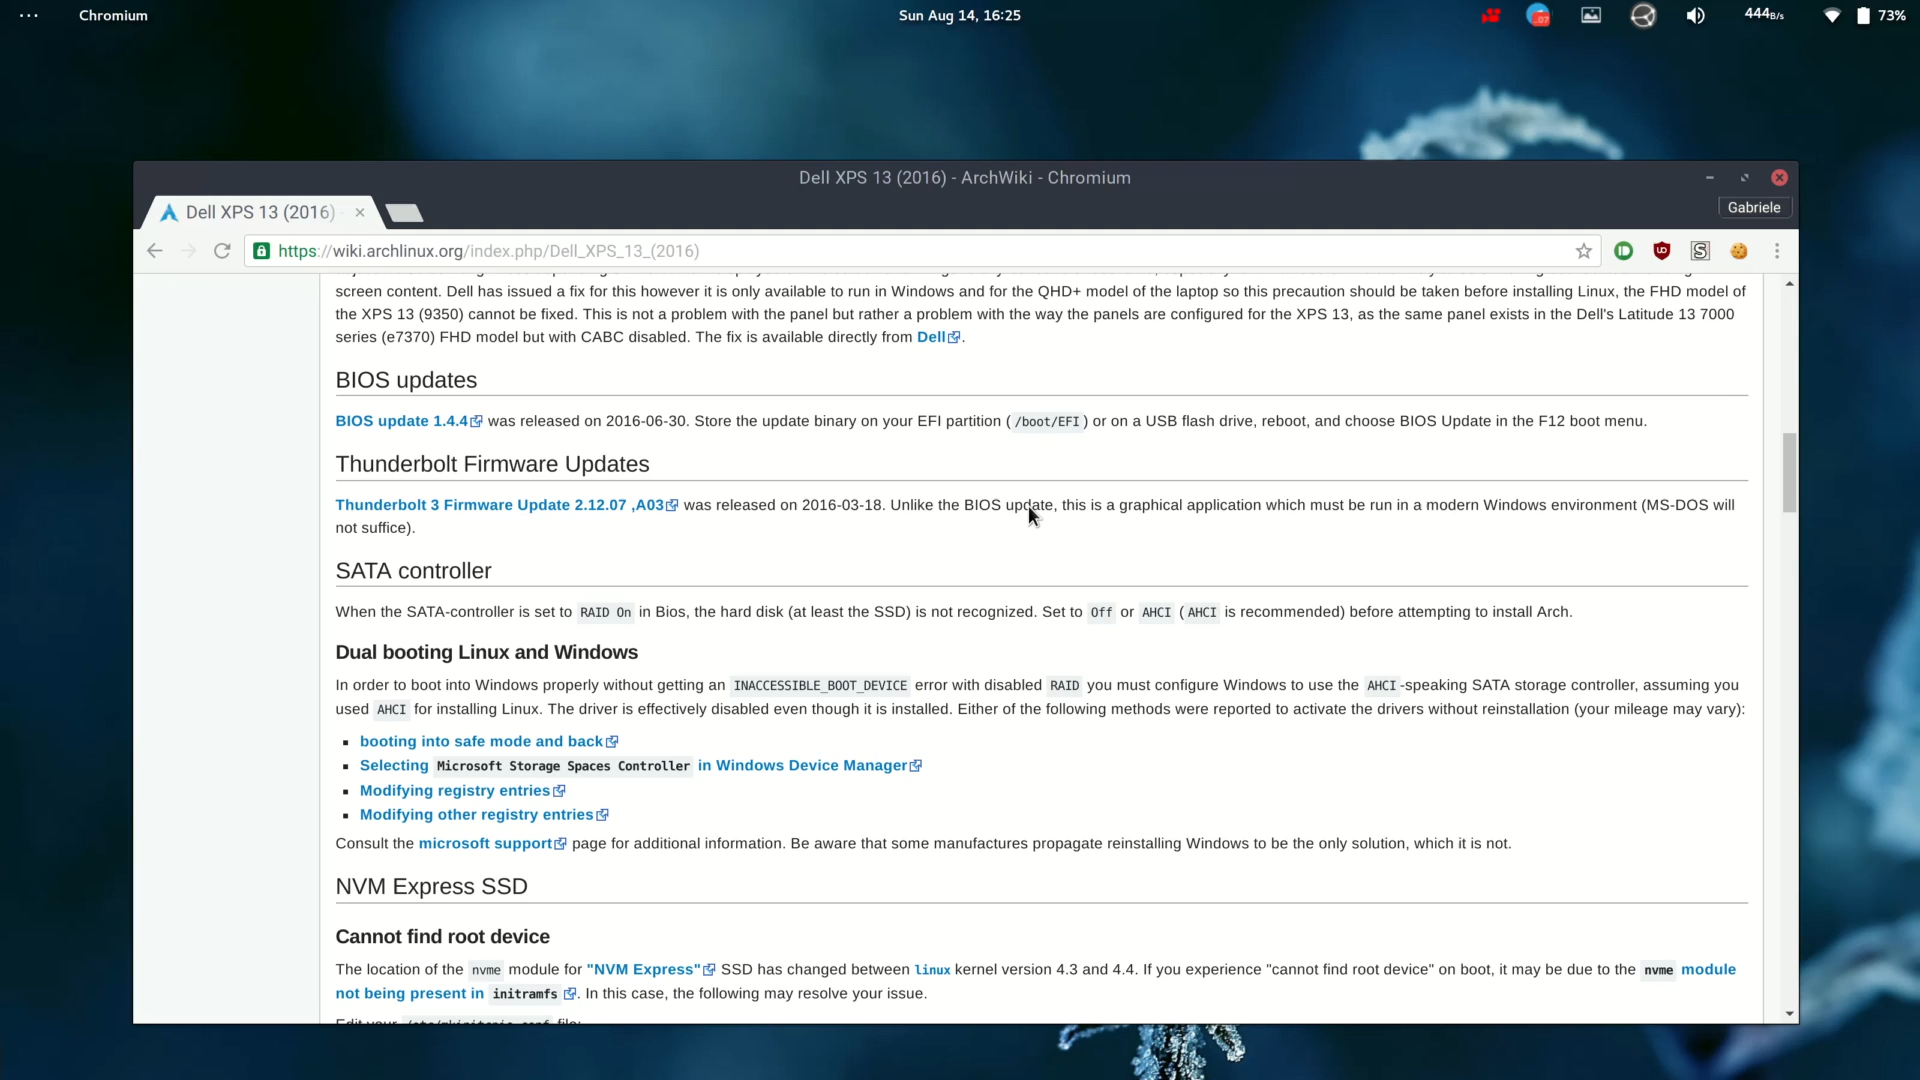 Chromium
Sun Aug 14, 16:25
444B/s
73%
Dell XPS 13 (2016) - ArchWiki - Chromium
Dell XPS 13 (2016)
Gabriele
https://wiki.archlinux.org/index.php/Dell_XPS_13_(2016)
screen content. Dell has issued a fix for this however it is only available to run in Windows and for the QHD+ model of the laptop so this precaution should be taken before installing Linux, the FHD model of
the XPS 13 (9350) cannot be fixed. This is not a problem with the panel but rather a problem with the way the panels are configured for the XPS 13, as the same panel exists in the Dell's Latitude 13 7000
series (e7370) FHD model but with CABC disabled. The fix is available directly from Dell.
BIOS updates
BIOS update 1.4.4 was released on 2016-06-30. Store the update binary on your EFI partition ( /boot/EFI ) or on a USB flash drive, reboot, and choose BIOS Update in the F12 boot menu.
Thunderbolt Firmware Updates
Thunderbolt 3 Firmware Update 2.12.07 ,A03 was released on 2016-03-18. Unlike the BIOS update, this is a graphical application which must be run in a modern Windows environment (MS-DOS will
not suffice).
SATA controller
When the SATA-controller is set to RAID On in Bios, the hard disk (at least the SSD) is not recognized. Set to Off or AHCI ( AHCI is recommended) before attempting to install Arch.
Dual booting Linux and Windows
In order to boot into Windows properly without getting an INACCESSIBLE_BOOT_DEVICE error with disabled RAID you must configure Windows to use the AHCI -speaking SATA storage controller, assuming you
used AHCI for installing Linux. The driver is effectively disabled even though it is installed. Either of the following methods were reported to activate the drivers without reinstallation (your mileage may vary):
booting into safe mode and back
Selecting Microsoft Storage Spaces Controller in Windows Device Manager
Modifying registry entries
Modifying other registry entries
Consult the microsoft support page for additional information. Be aware that some manufactures propagate reinstalling Windows to be the only solution, which it is not.
NVM Express SSD
Cannot find root device
The location of the nvme module for "NVM Express" SSD has changed between linux kernel version 4.3 and 4.4. If you experience "cannot find root device" on boot, it may be due to the nvme module
not being present in initramfs . In this case, the following may resolve your issue.